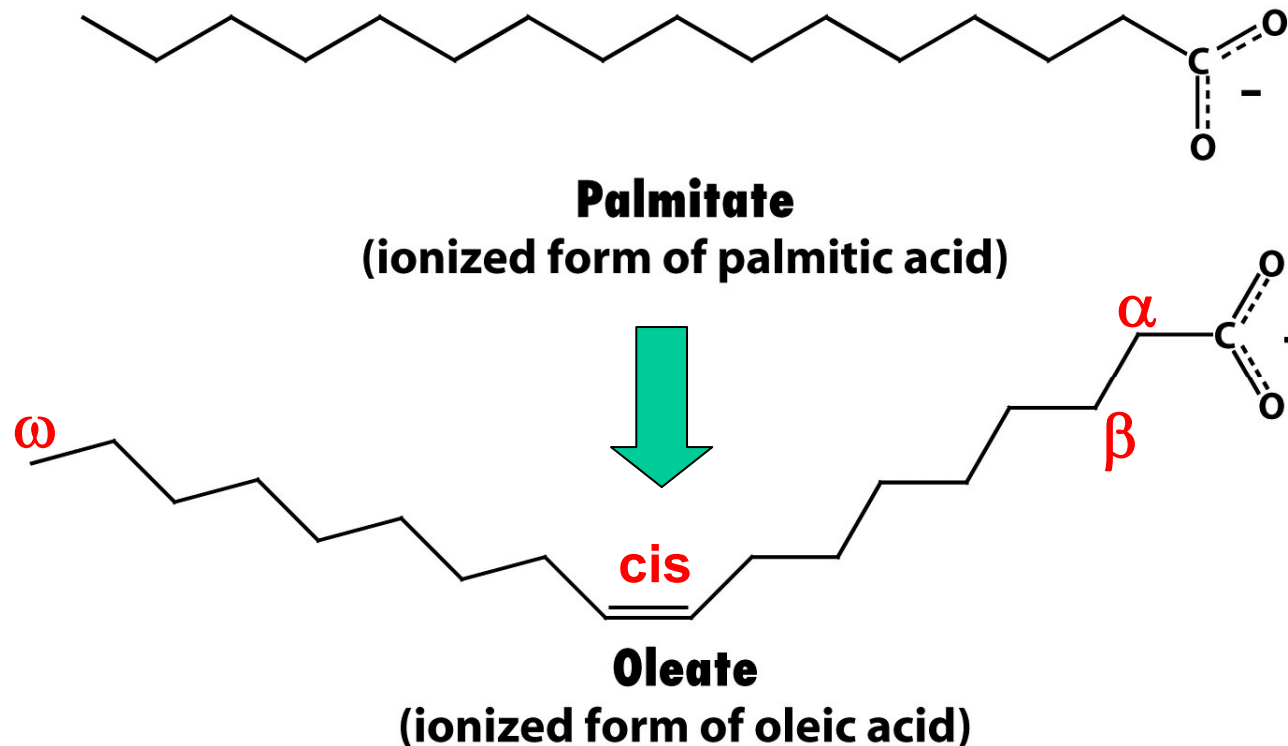 O
C
–
O
Palmitate
(ionized form of palmitic acid)
O
α
C
-
O
β
ω
cis
Oleate
(ionized form of oleic acid)